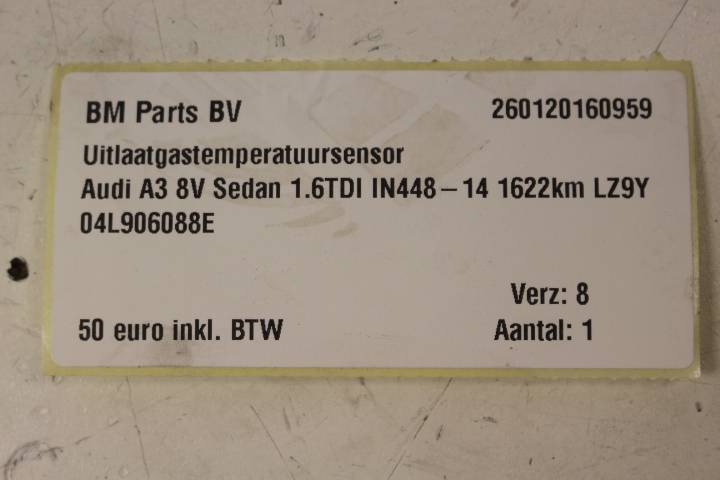 BM Parts BV 260120160959
Uitlaatgastemperatuursensor
Audi A3 8V Sedan 1.6TDI IN448-14 1622km LZ9Y
04L906088E
Verz: 8
50 euro inkl. BTW Aantal: 1